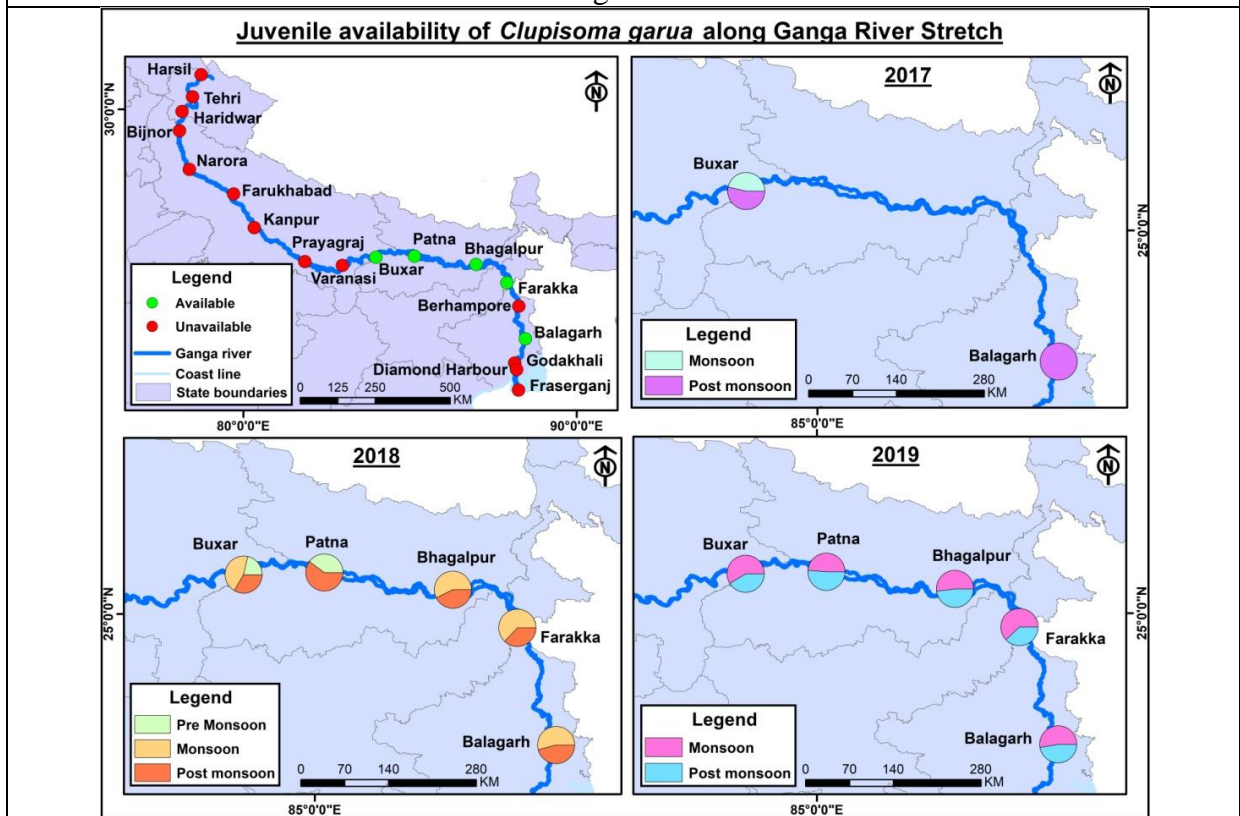 Juvenile availability of Clupisoma garua along Ganga River Stretch
Harsil
Tehri
Haridwar
Bijnor
Narora
Farukhabad
Kanpur
Prayagraj
Varanasi
Buxar
Patna
Bhagalpur
Farakka
Berhampore
Balagarh
Godakhali
Diamond Harbour
Fraserganj
N
30°0'0"N
Legend
Available
Unavailable
Ganga river
Coast line
State boundaries
0 125 250 500
KM
80°0'0"E 90°0'0"E
2017
N
Buxar
Balagarh
25°0'0"N
Legend
Monsoon
Post monsoon
0 70 140 280
KM
85°0'0"E
2018
N
Buxar
Patna
Bhagalpur
Farakka
Balagarh
25°0'0"N
Legend
Pre Monsoon
Monsoon
Post monsoon
0 70 140 280
KM
85°0'0"E
2019
N
Buxar
Patna
Bhagalpur
Farakka
Balagarh
25°0'0"N
Legend
Monsoon
Post monsoon
0 70 140 280
KM
85°0'0"E